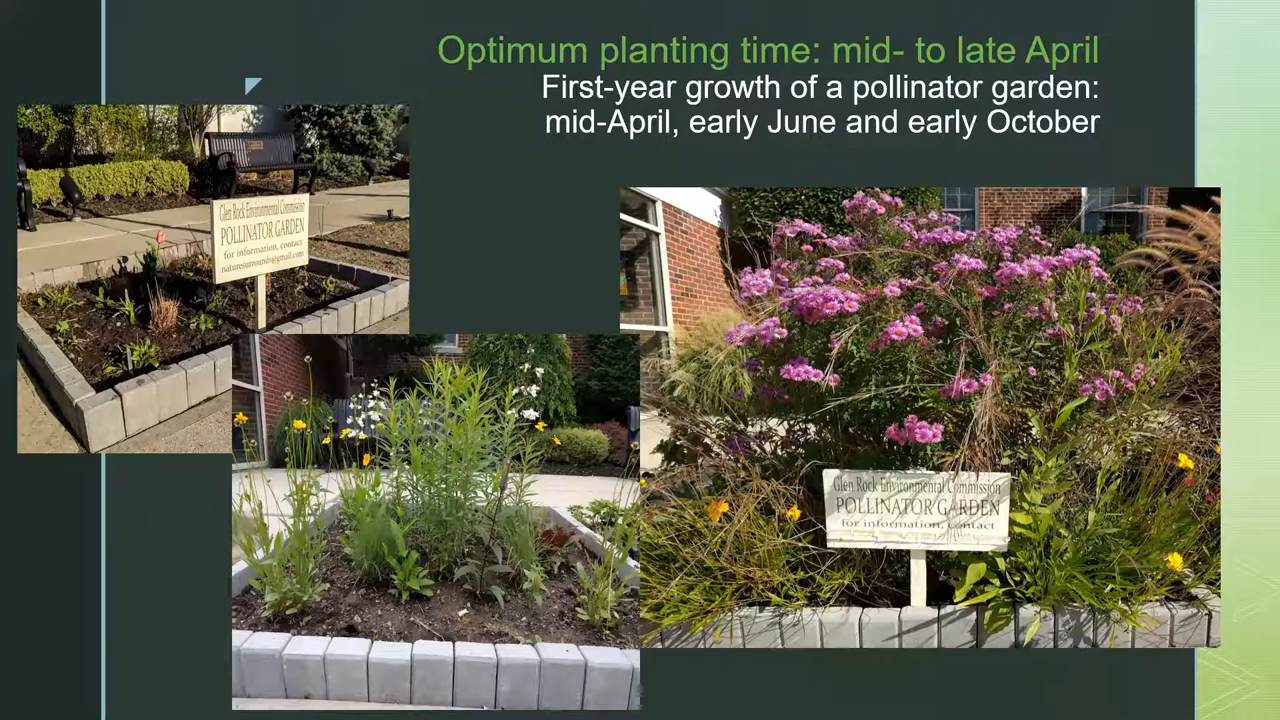 Optimum planting time: mid- to late April
First-year growth of a pollinator garden:
mid-April, early June and early October
Glen Rock Environmental Commission
POLLINATOR GARDEN
for information, contact
naturesurrounds@gmail.com
Glen Rock Environmental Commission
POLLINATOR GARDEN
for information, contact